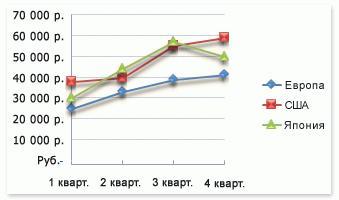 70 000 р.
60 000 р.
50 000 р.
40 000 р.
30 000 р.
20 000 р.
10 000 р.
Руб.-
1 кварт. 2 кварт. 3 кварт. 4 кварт.
Европа
США
Япония